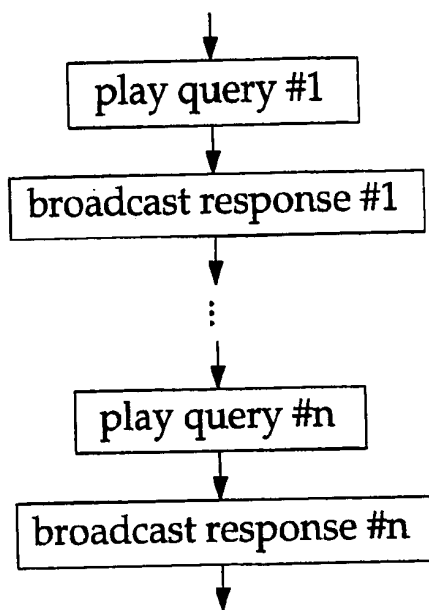 play query #1
broadcast response #1
⋮
play query #n
broadcast response #n